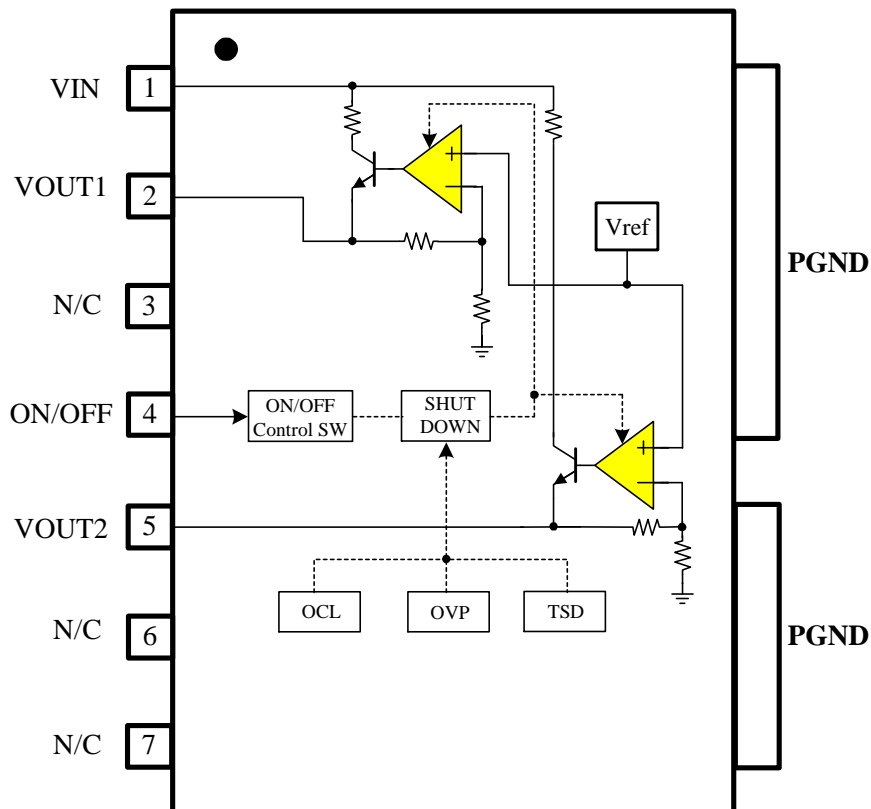 VIN 1
VOUT1 2
N/C 3
ON/OFF 4
VOUT2 5
N/C 6
N/C 7
+
−
Vref
PGND
ON/OFF
Control SW
SHUT
DOWN
+
−
OCL
OVP
TSD
PGND